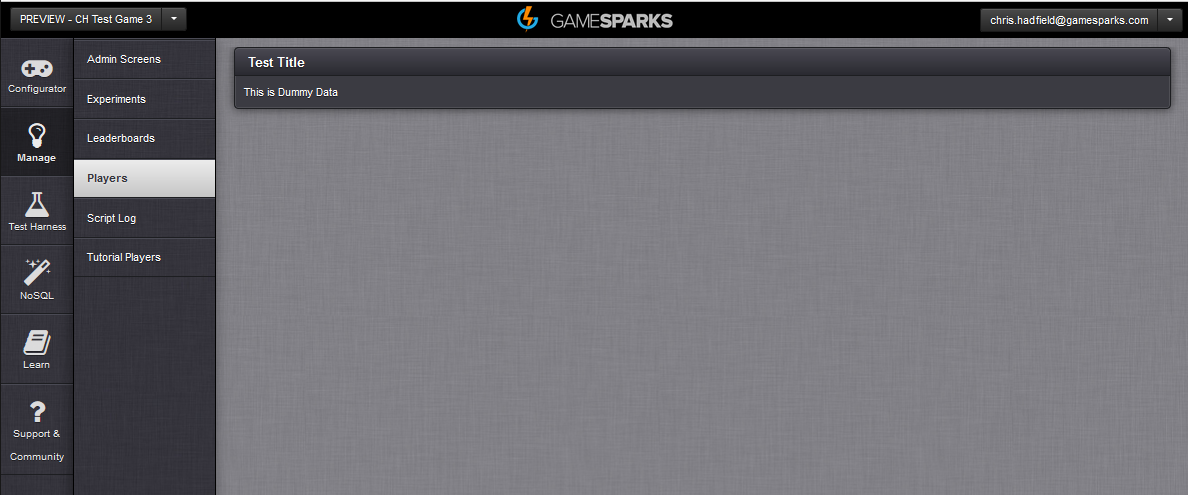 PREVIEW - CH Test Game 3
GAMESPARKS
chris.hadfield@gamesparks.com
Configurator
Manage
Test Harness
NoSQL
Learn
Support &
Community
Admin Screens
Experiments
Leaderboards
Players
Script Log
Tutorial Players
Test Title
This is Dummy Data